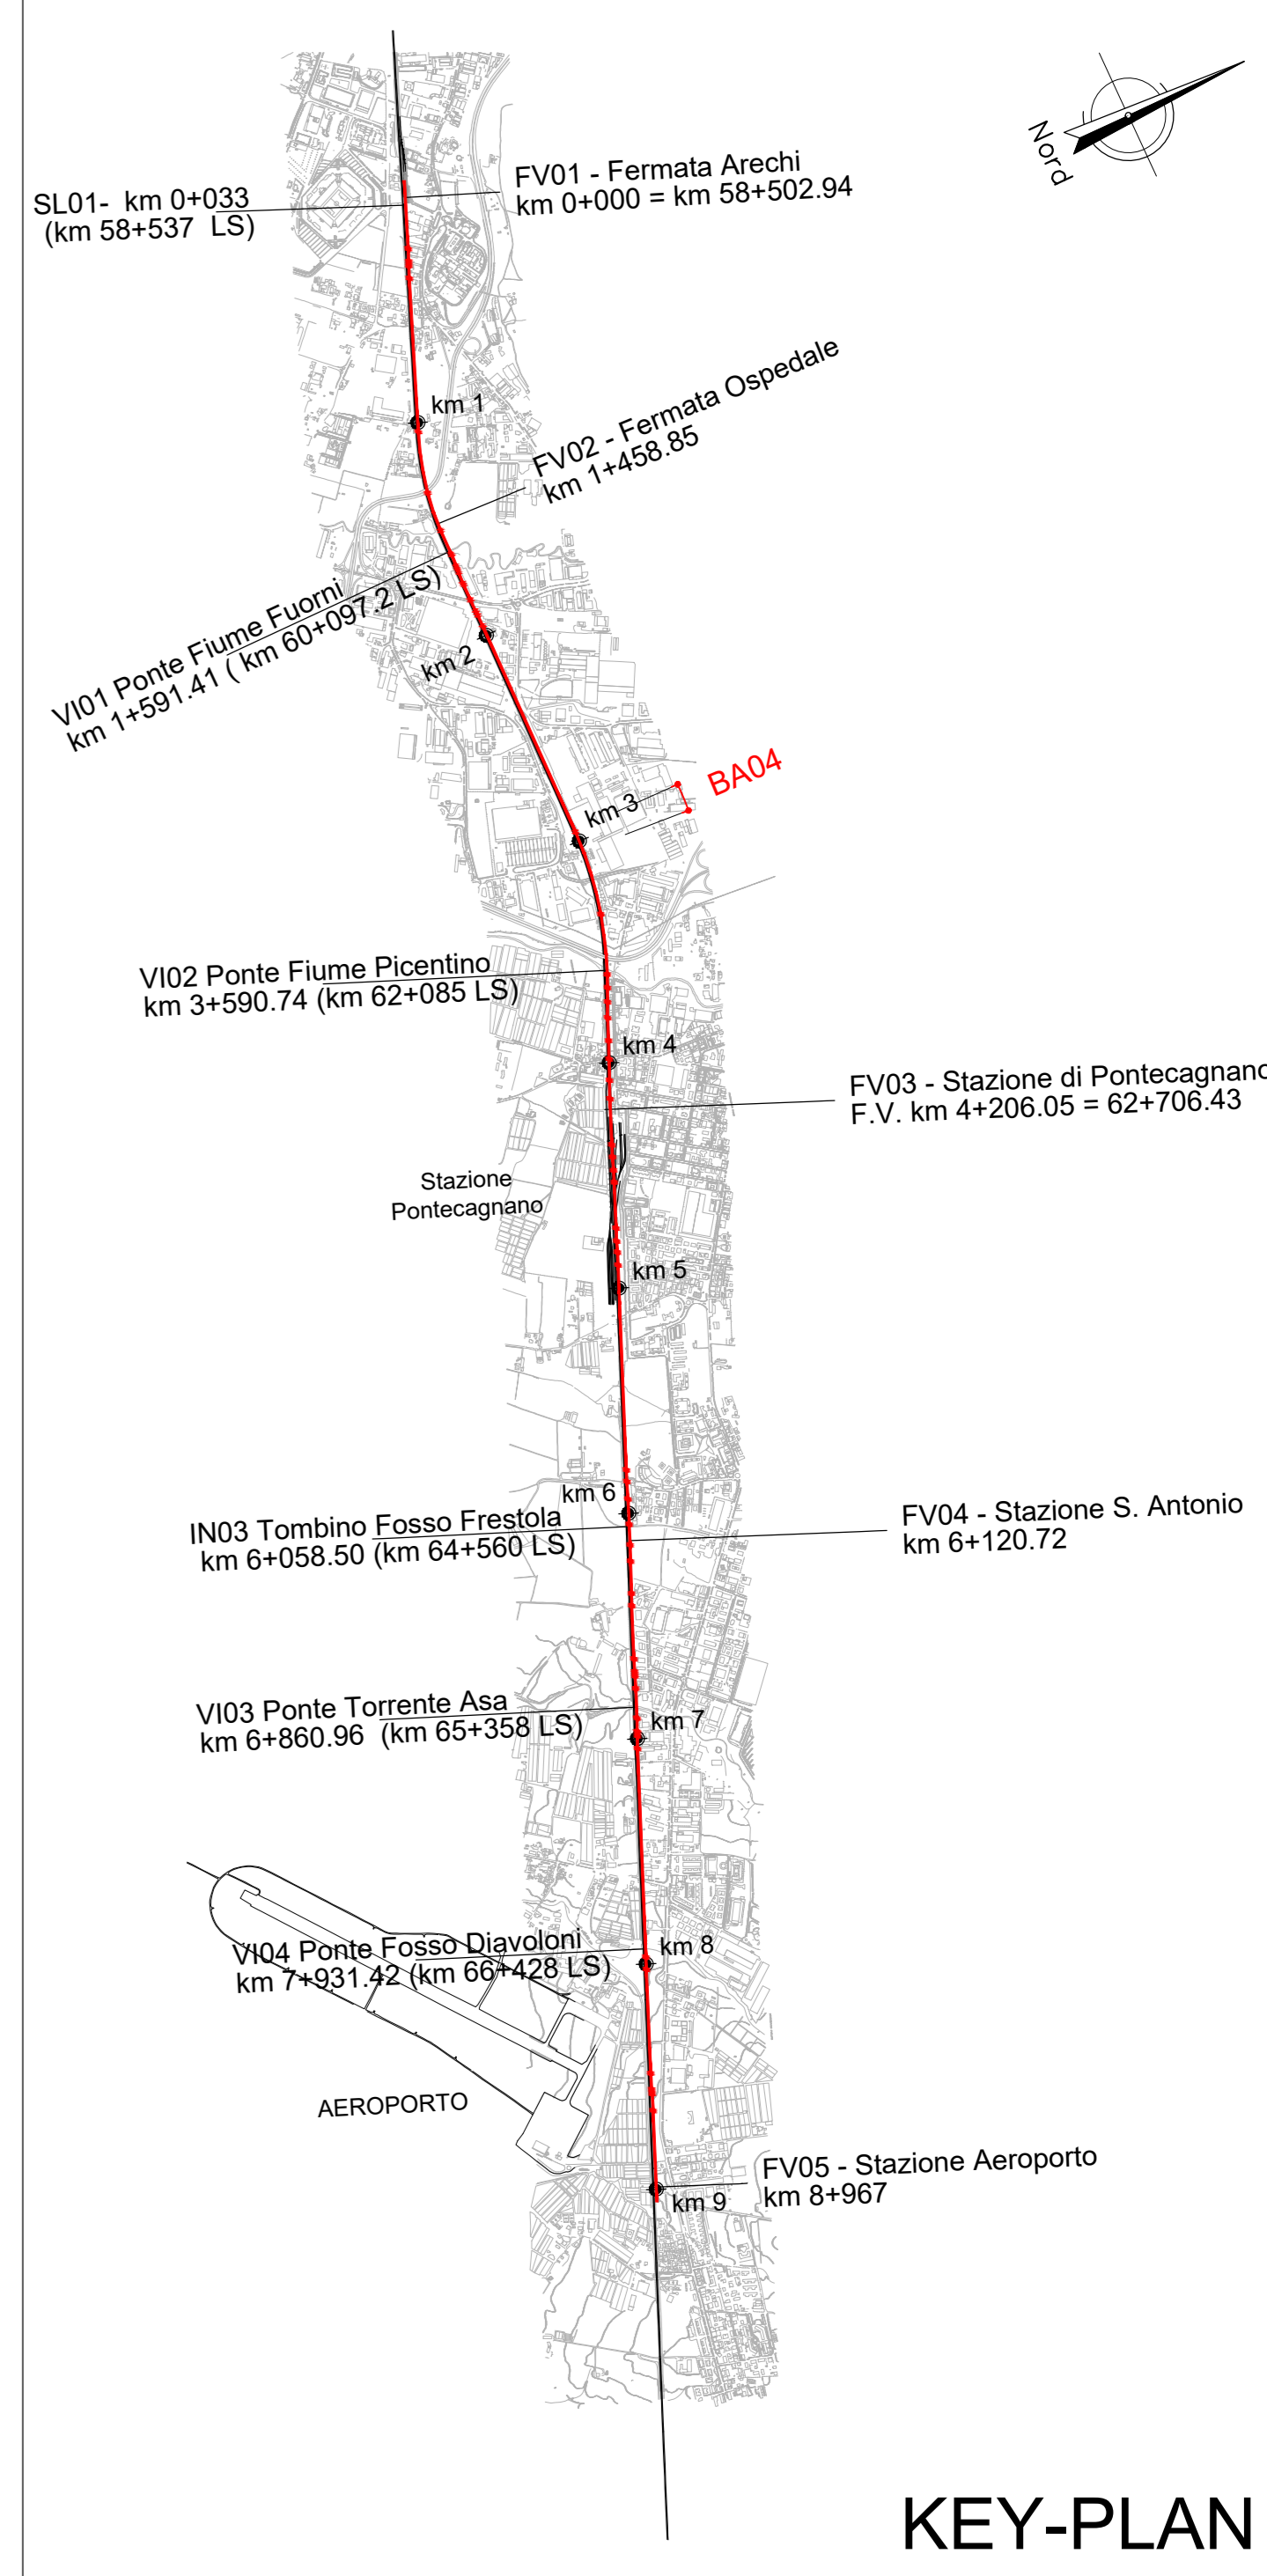 Nord
FV01 - Fermata Arechi
km 0+000 = km 58+502.94
SL01- km 0+033
(km 58+537 LS)
km 1
FV02 - Fermata Ospedale
km 1+458.85
VI01 Ponte Fiume Fuorni
km 1+591.41 ( km 60+097.2 LS)
km 2
BA04
km 3
VI02 Ponte Fiume Picentino
km 3+590.74 (km 62+085 LS)
km 4
FV03 - Stazione di Pontecagnano
F.V. km 4+206.05 = 62+706.43
Stazione
Pontecagnano
km 5
km 6
IN03 Tombino Fosso Frestola
km 6+058.50 (km 64+560 LS)
FV04 - Stazione S. Antonio
km 6+120.72
VI03 Ponte Torrente Asa
km 6+860.96 (km 65+358 LS)
km 7
VI04 Ponte Fosso Diavoloni
km 7+931.42 (km 66+428 LS)
km 8
AEROPORTO
FV05 - Stazione Aeroporto
km 8+967
km 9
KEY-PLAN